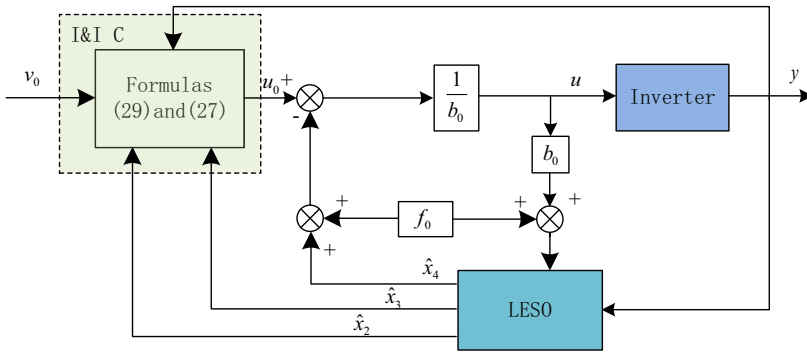 I&I C
v₀
Formulas
(29)and(27)
u₀
+
-
1
b₀
u
Inverter
y
b₀
+
+
f₀
+
+
x̂₄
x̂₃
x̂₂
LESO